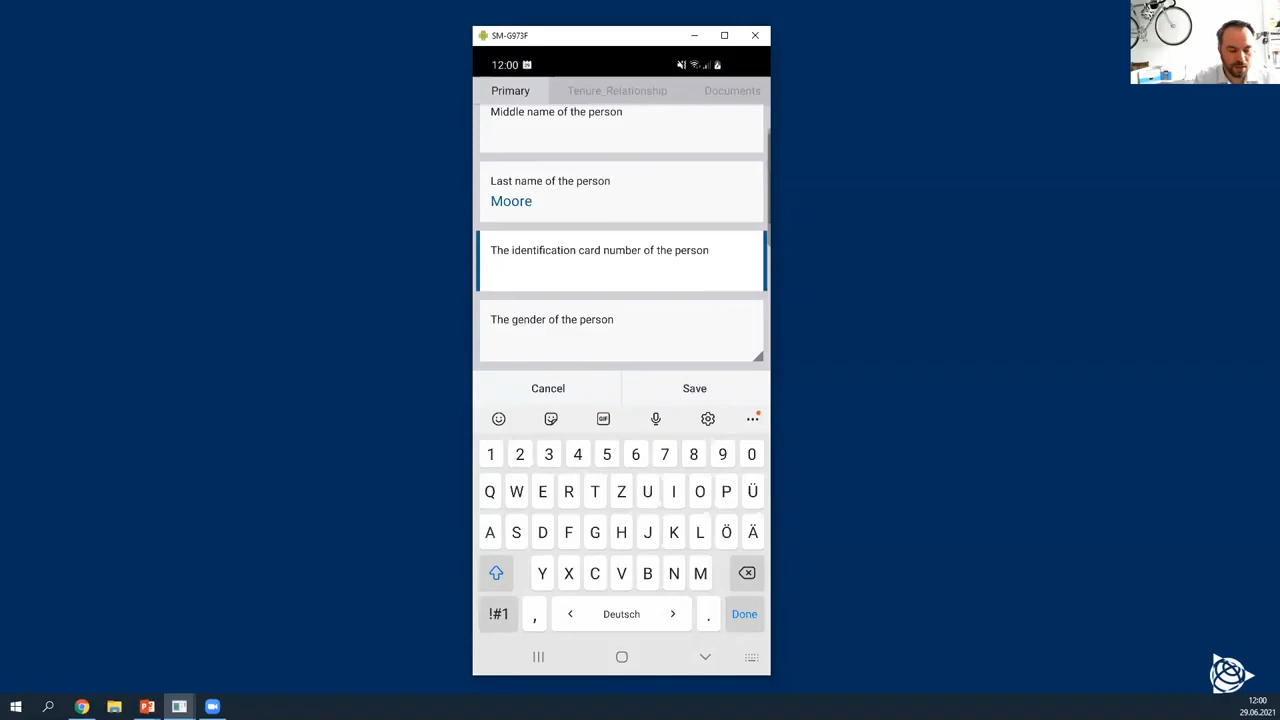 SM-G973F
12:00
Primary
Tenure_Relationship
Documents
Middle name of the person
Last name of the person
Moore
The identification card number of the person
The gender of the person
Cancel
Save
GIF
1 2 3 4 5 6 7 8 9 0
Q W E R T Z U I O P Ü
A S D F G H J K L Ö Ä
Y X C V B N M
!#1 , < Deutsch > . Done
12:00
29.06.2021